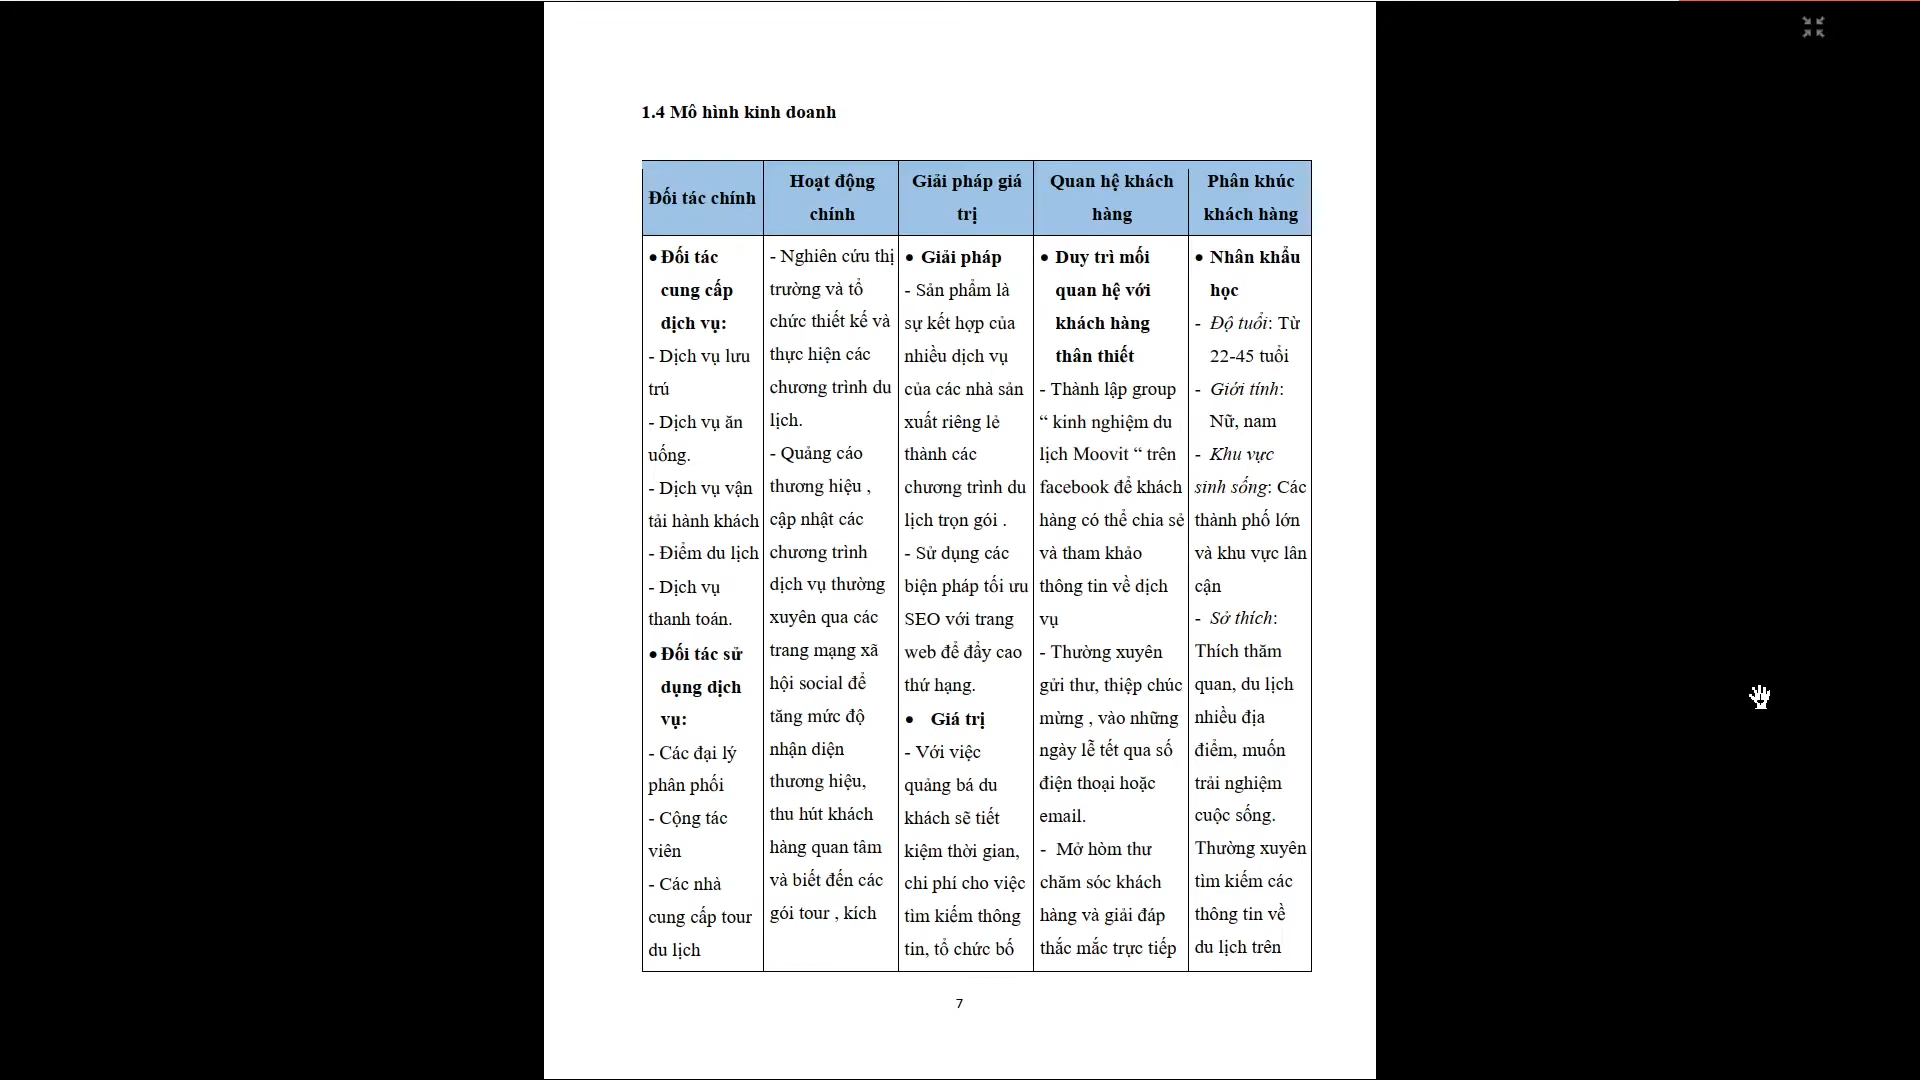 1.4 Mô hình kinh doanh
Đối tác chính
Hoạt động
chính
Giải pháp giá
trị
Quan hệ khách
hàng
Phân khúc
khách hàng
• Đối tác
cung cấp
dịch vụ:
- Dịch vụ lưu
trú
- Dịch vụ ăn
uống.
- Dịch vụ vận
tải hành khách
- Điểm du lịch
- Dịch vụ
thanh toán.
• Đối tác sử
dụng dịch
vụ:
- Các đại lý
phân phối
- Cộng tác
viên
- Các nhà
cung cấp tour
du lịch
- Nghiên cứu thị
trường và tổ
chức thiết kế và
thực hiện các
chương trình du
lịch.
- Quảng cáo
thương hiệu ,
cập nhật các
chương trình
dịch vụ thường
xuyên qua các
trang mạng xã
hội social để
tăng mức độ
nhận diện
thương hiệu,
thu hút khách
hàng quan tâm
và biết đến các
gói tour , kích
• Giải pháp
- Sản phẩm là
sự kết hợp của
nhiều dịch vụ
của các nhà sản
xuất riêng lẻ
thành các
chương trình du
lịch trọn gói .
- Sử dụng các
biện pháp tối ưu
SEO với trang
web để đẩy cao
thứ hạng.
• Giá trị
- Với việc
quảng bá du
khách sẽ tiết
kiệm thời gian,
chi phí cho việc
tìm kiếm thông
tin, tổ chức bố
• Duy trì mối
quan hệ với
khách hàng
thân thiết
- Thành lập group
“ kinh nghiệm du
lịch Moovit “ trên
facebook để khách
hàng có thể chia sẻ
và tham khảo
thông tin về dịch
vụ
- Thường xuyên
gửi thư, thiệp chúc
mừng , vào những
ngày lễ tết qua số
điện thoại hoặc
email.
- Mở hòm thư
chăm sóc khách
hàng và giải đáp
thắc mắc trực tiếp
• Nhân khẩu
học
- Độ tuổi: Từ
22-45 tuổi
- Giới tính:
Nữ, nam
- Khu vực
sinh sống: Các
thành phố lớn
và khu vực lân
cận
- Sở thích:
Thích thăm
quan, du lịch
nhiều địa
điểm, muốn
trải nghiệm
cuộc sống.
Thường xuyên
tìm kiếm các
thông tin về
du lịch trên
7